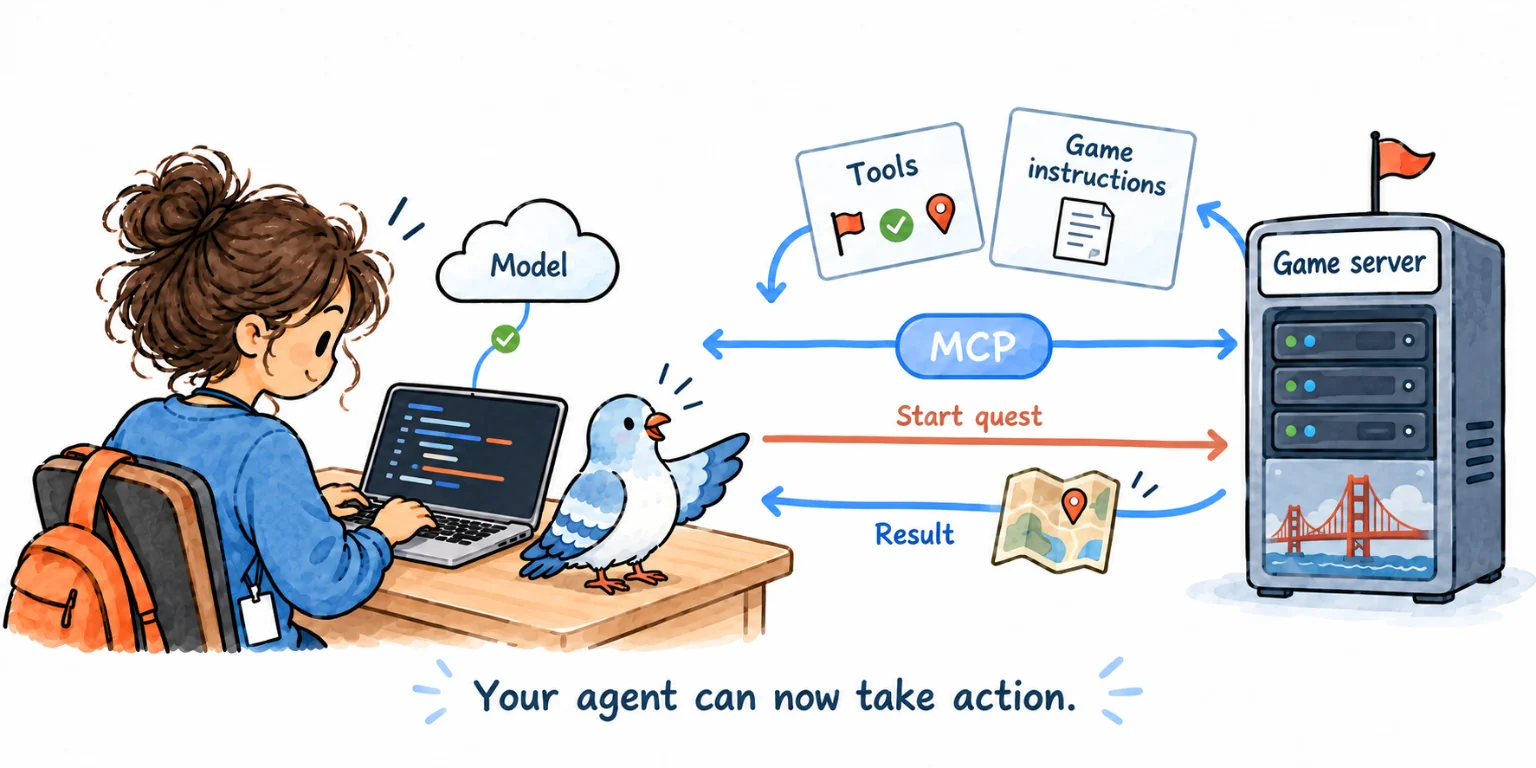 Model
Tools
Game
instructions
Game server
MCP
Start quest
Result
Your agent can now take action.